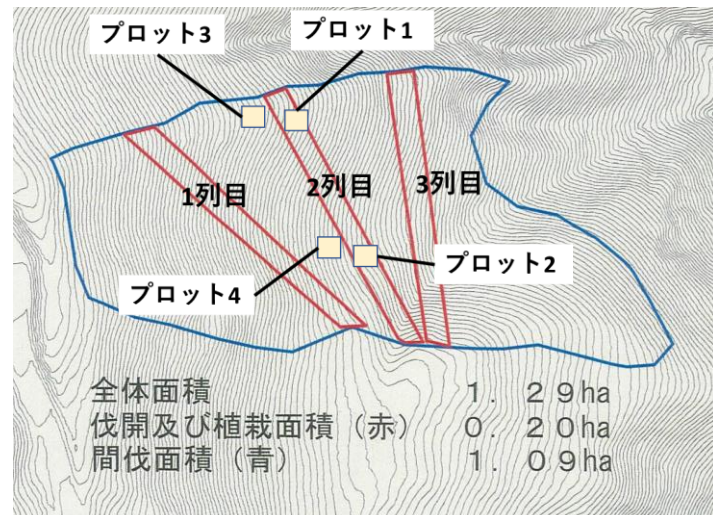 プロット3
プロット1
1列目
2列目
3列目
プロット2
プロット4
全体面積 1. 29ha
伐開及び植栽面積（赤） 0. 20ha
間伐面積（青） 1. 09ha